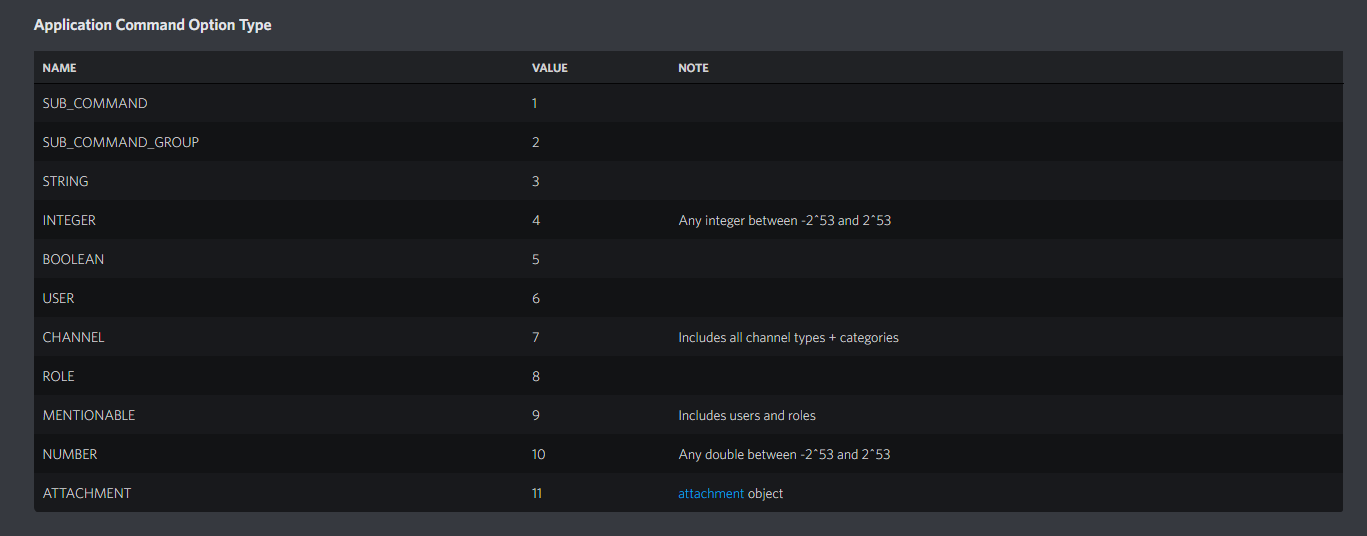 Application Command Option Type
NAME VALUE NOTE
SUB_COMMAND 1
SUB_COMMAND_GROUP 2
STRING 3
INTEGER 4 Any integer between -2^53 and 2^53
BOOLEAN 5
USER 6
CHANNEL 7 Includes all channel types + categories
ROLE 8
MENTIONABLE 9 Includes users and roles
NUMBER 10 Any double between -2^53 and 2^53
ATTACHMENT 11 attachment object